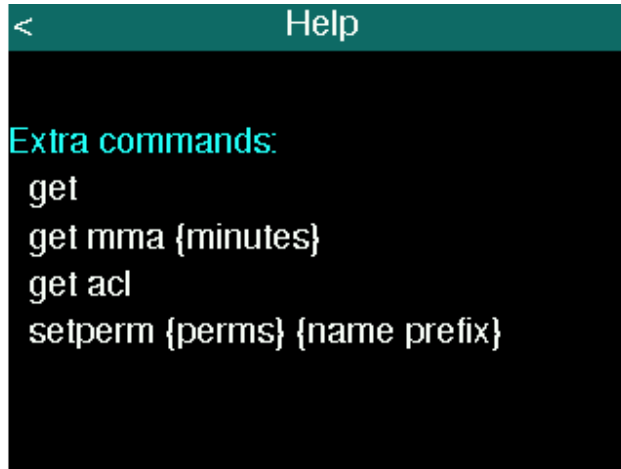 < Help
Extra commands:
get
get mma {minutes}
get acl
setperm {perms} {name prefix}